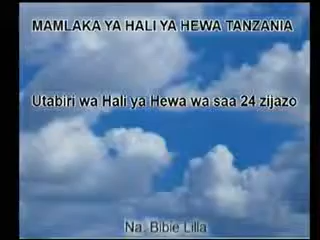 MAMLAKA YA HALI YA HEWA TANZANIA
Utabiri wa Hali ya Hewa wa saa 24 zijazo
Na, Bibie Lilla